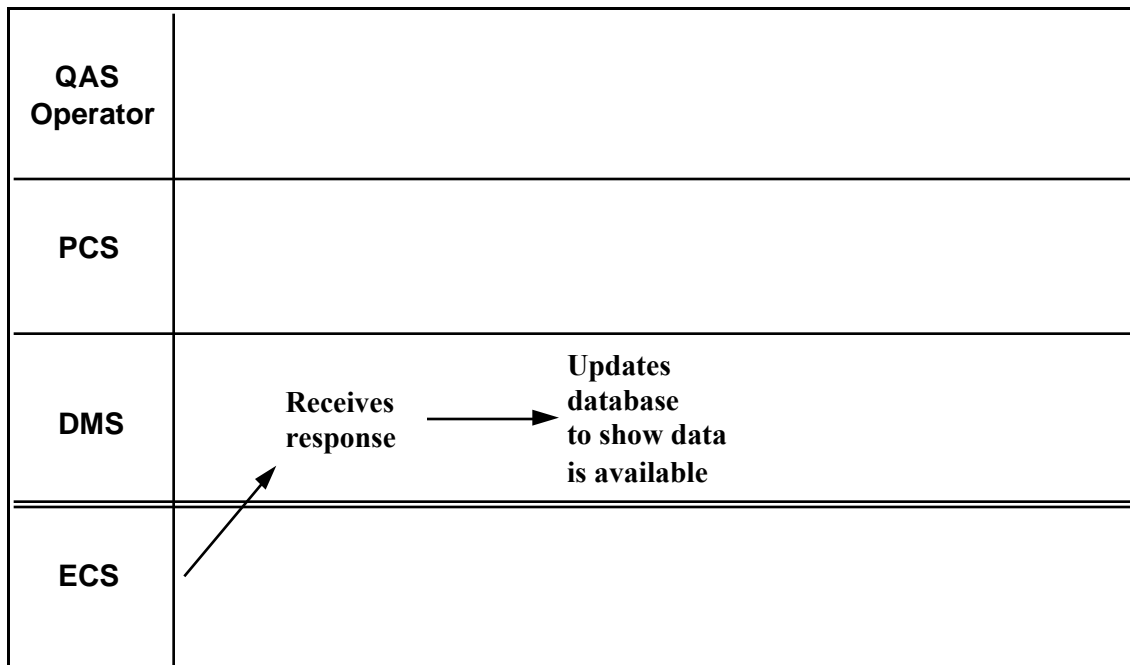 QAS
Operator
PCS
DMS
Receives
response
Updates
database
to show data
is available
ECS